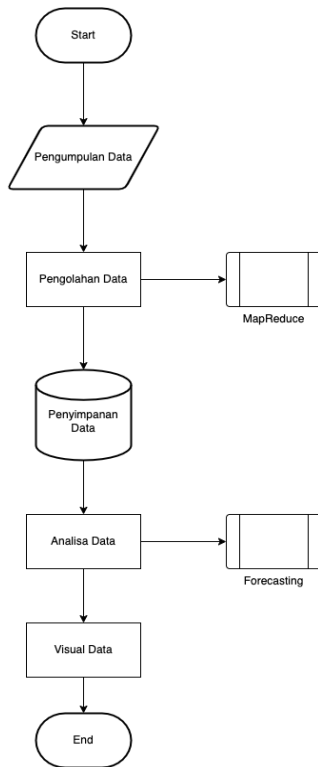 Start
Pengumpulan Data
Pengolahan Data
MapReduce
Penyimpanan
Data
Analisa Data
Forecasting
Visual Data
End